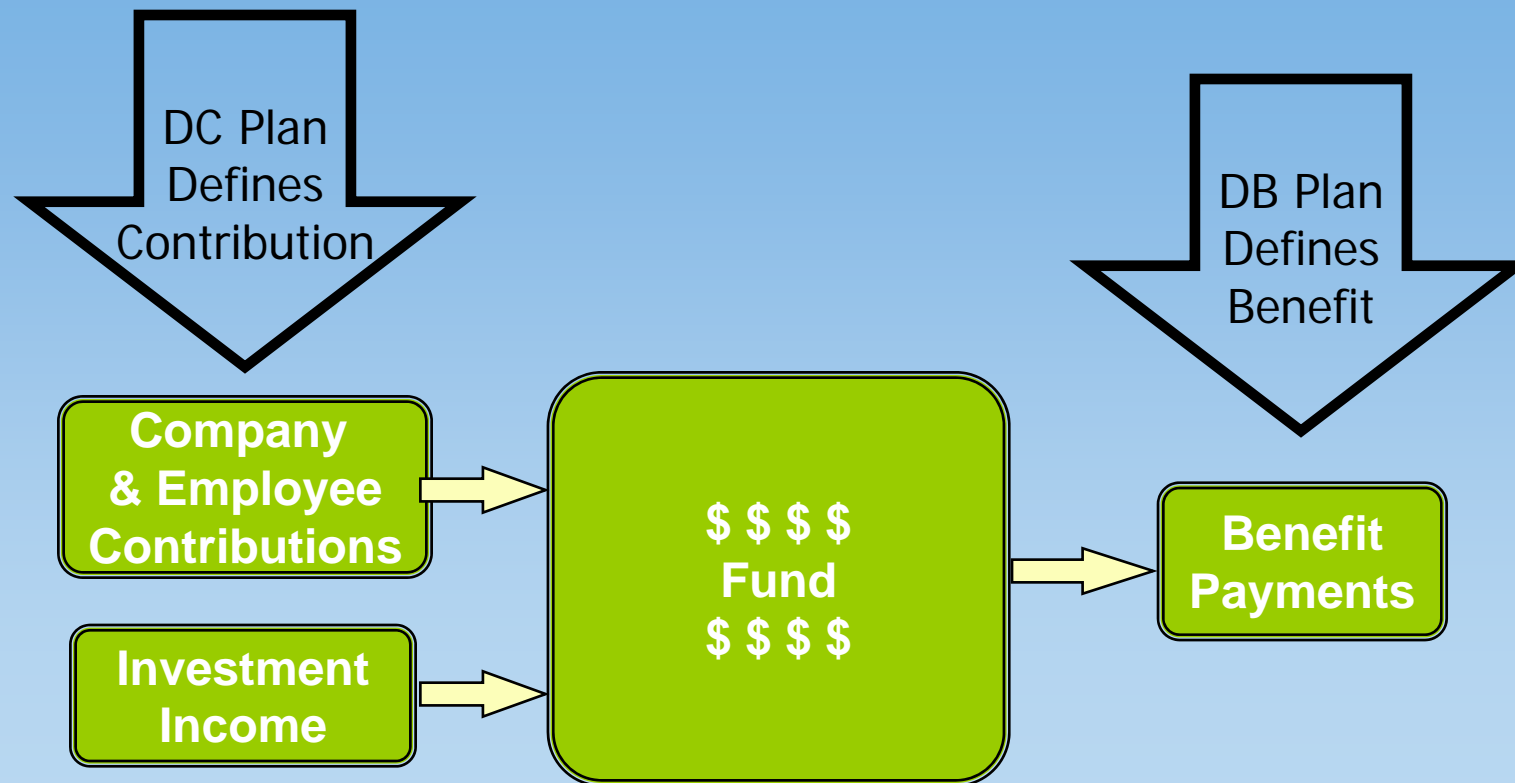 DC Plan
Defines
Contribution
DB Plan
Defines
Benefit
Company
& Employee
Contributions
$ $ $ $
Fund
$ $ $ $
Benefit
Payments
Investment
Income